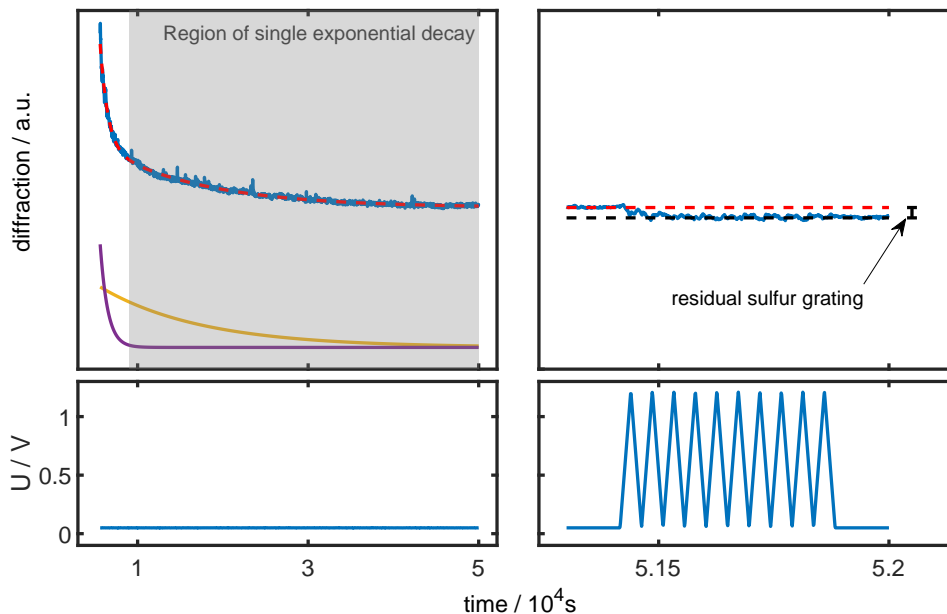 Region of single exponential decay
diffraction / a.u.
residual sulfur grating
U / V
1
0.5
0
1
3
5
5.15
5.2
time / 10⁴s